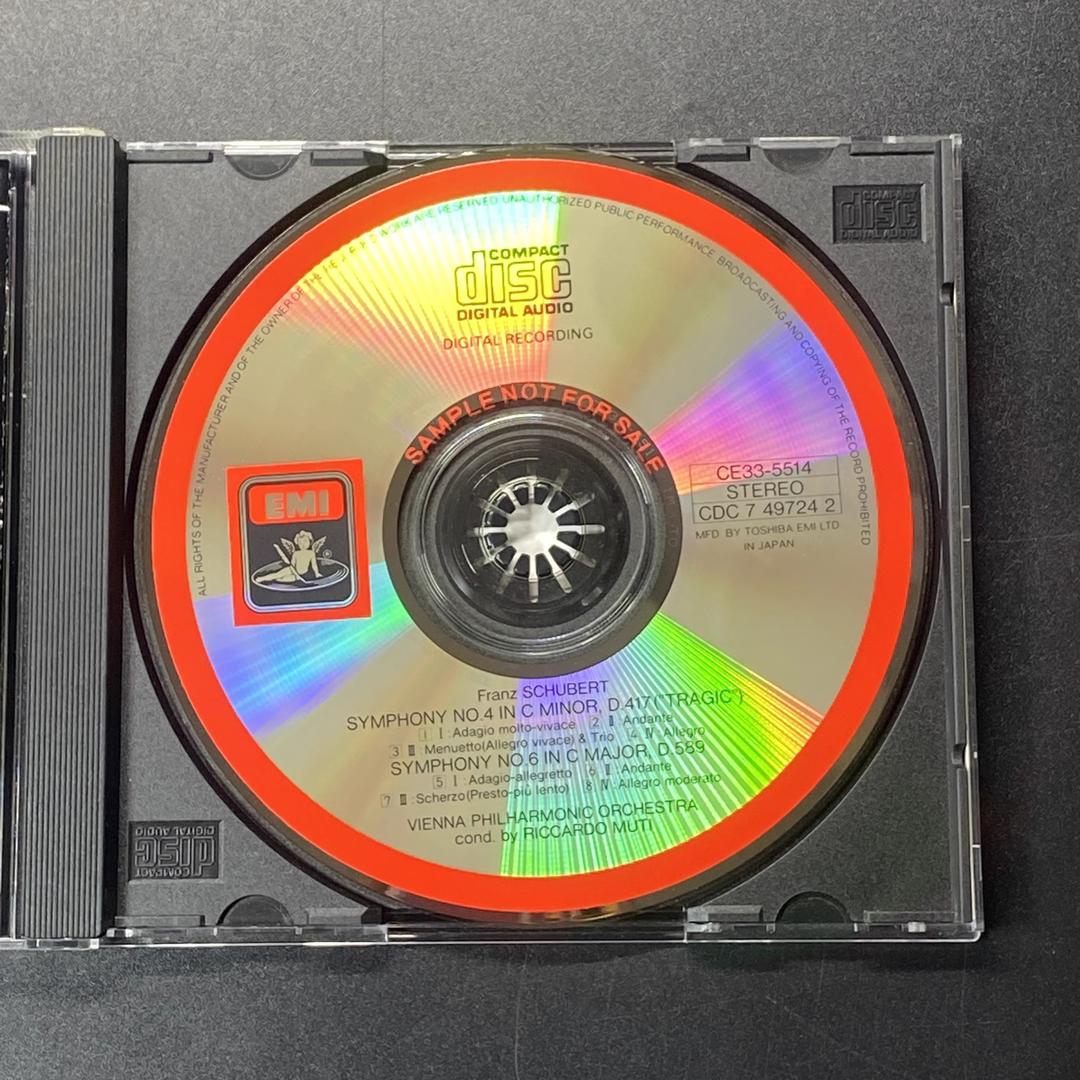 ALL RIGHTS OF THE MANUFACTURER AND OF THE OWNER OF THE WORK ARE RESERVED UNAUTHORIZED PUBLIC PERFORMANCE BROADCASTING AND COPYING OF THE RECORD PROHIBITED
COMPACT
disc
DIGITAL AUDIO
DIGITAL RECORDING
SAMPLE NOT FOR SALE
EMI
®
CE33-5514
STEREO
CDC 7 49724 2
MFD BY TOSHIBA EMI LTD
IN JAPAN
Franz SCHUBERT
SYMPHONY NO.4 IN C MINOR, D.417 ("TRAGIC")
1 Ⅰ:Adagio molto-vivace 2 Ⅱ:Andante
3 Ⅲ:Menuetto(Allegro vivace) & Trio 4 Ⅳ:Allegro
SYMPHONY NO.6 IN C MAJOR, D.589
5 Ⅰ:Adagio-allegretto 6 Ⅱ:Andante
7 Ⅲ:Scherzo(Presto-più lento) 8 Ⅳ:Allegro moderato
VIENNA PHILHARMONIC ORCHESTRA
cond. by RICCARDO MUTI
COMPACT
disc
DIGITAL AUDIO
COMPACT
disc
DIGITAL AUDIO